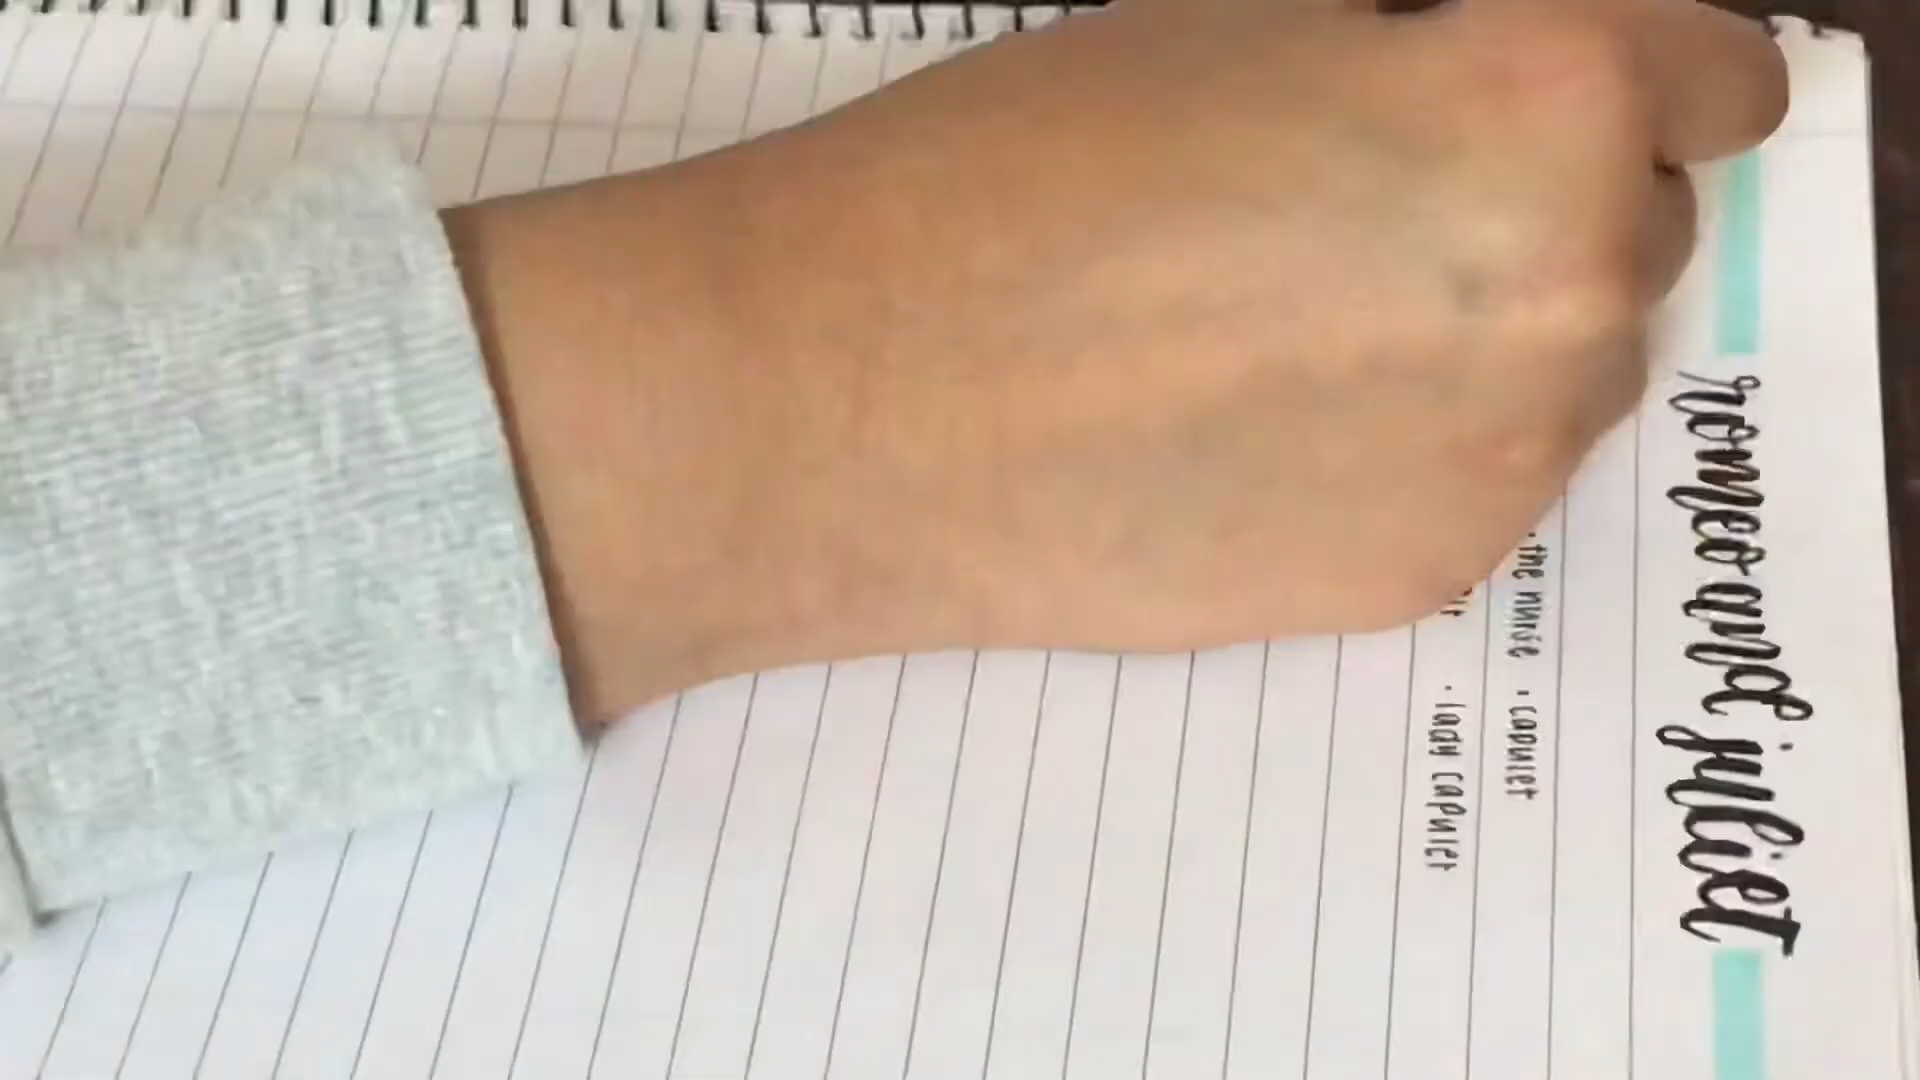 romeo and juliet
· the nurse · capulet
· lady capulet